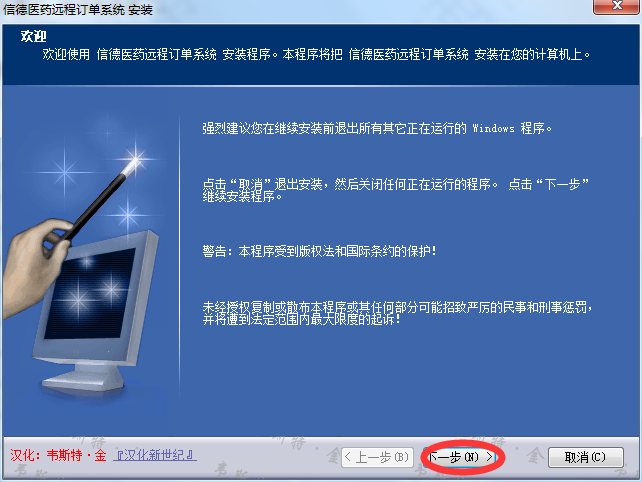 信德医药远程订单系统 安装
欢迎
欢迎使用 信德医药远程订单系统 安装程序。本程序将把 信德医药远程订单系统 安装在您的计算机上。
强烈建议您在继续安装前退出所有其它正在运行的 Windows 程序。
点击“取消”退出安装，然后关闭任何正在运行的程序。 点击“下一步”
继续安装程序。
警告：本程序受到版权法和国际条约的保护！
未经授权复制或散布本程序或其任何部分可能招致严厉的民事和刑事惩罚，
并将遭到法定范围内最大限度的起诉！
汉化：韦斯特·金 『汉化新世纪』
< 上一步(B) 下一步(N) > 取消(C)